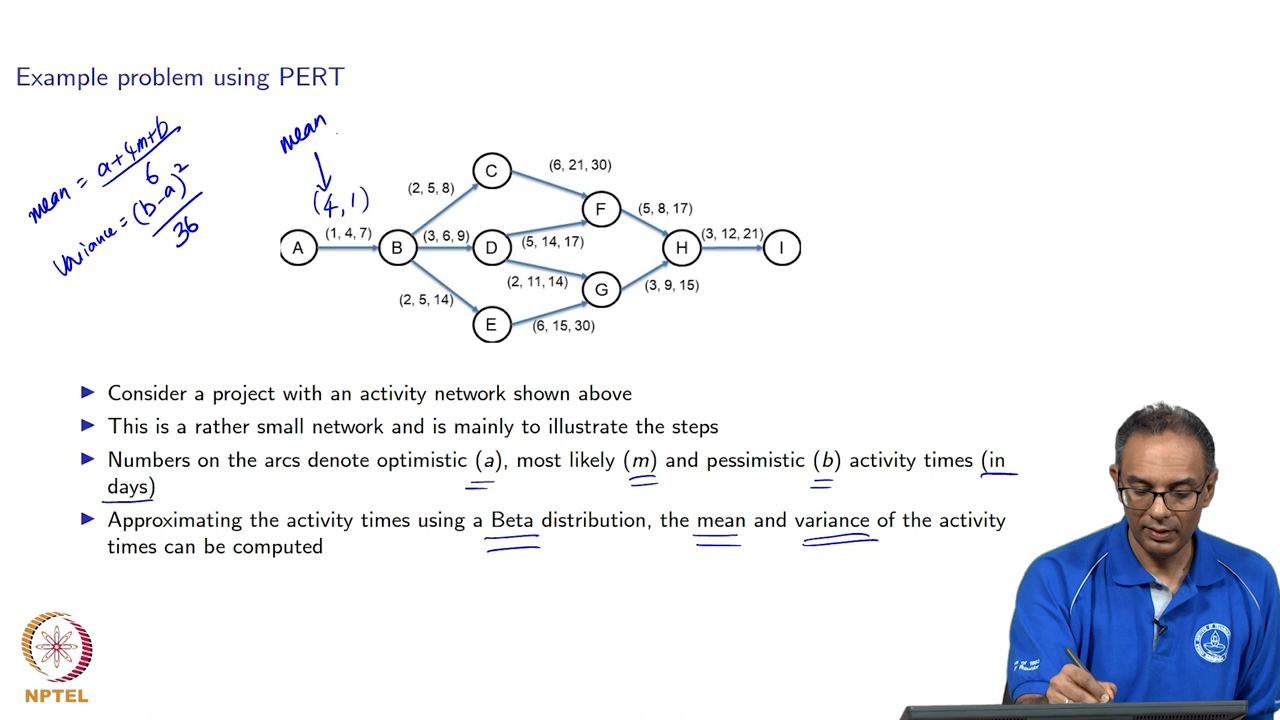 Example problem using PERT
mean = a+4m+b
6
variance = (b-a)²
36
mean
(4, 1)
A
B
C
D
E
F
G
H
I
(1, 4, 7)
(2, 5, 8)
(3, 6, 9)
(2, 5, 14)
(6, 21, 30)
(5, 14, 17)
(2, 11, 14)
(6, 15, 30)
(5, 8, 17)
(3, 9, 15)
(3, 12, 21)
▶ Consider a project with an activity network shown above
▶ This is a rather small network and is mainly to illustrate the steps
▶ Numbers on the arcs denote optimistic (a), most likely (m) and pessimistic (b) activity times (in
days)
▶ Approximating the activity times using a Beta distribution, the mean and variance of the activity
times can be computed
NPTEL